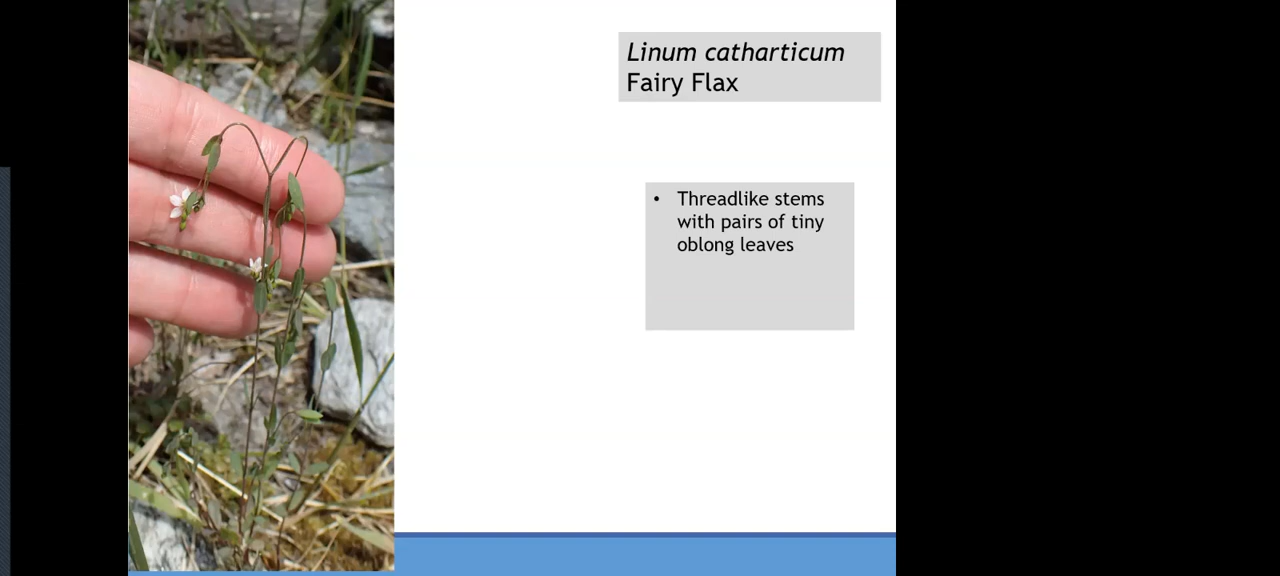 Linum catharticum
Fairy Flax
• Threadlike stems
with pairs of tiny
oblong leaves